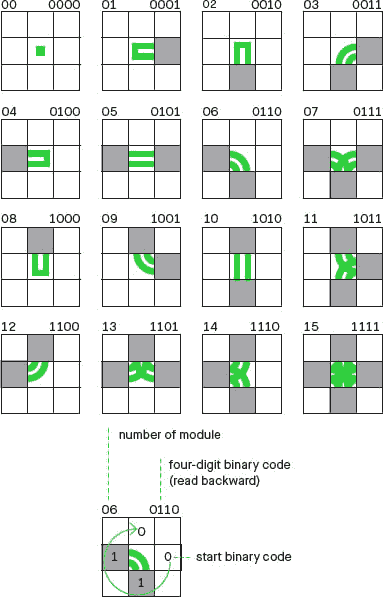 00 0000 01 0001 02 0010 03 0011
04 0100 05 0101 06 0110 07 0111
08 1000 09 1001 10 1010 11 1011
12 1100 13 1101 14 1110 15 1111
number of module
four-digit binary code
(read backward)
06 0110
0
1 0 start binary code
1